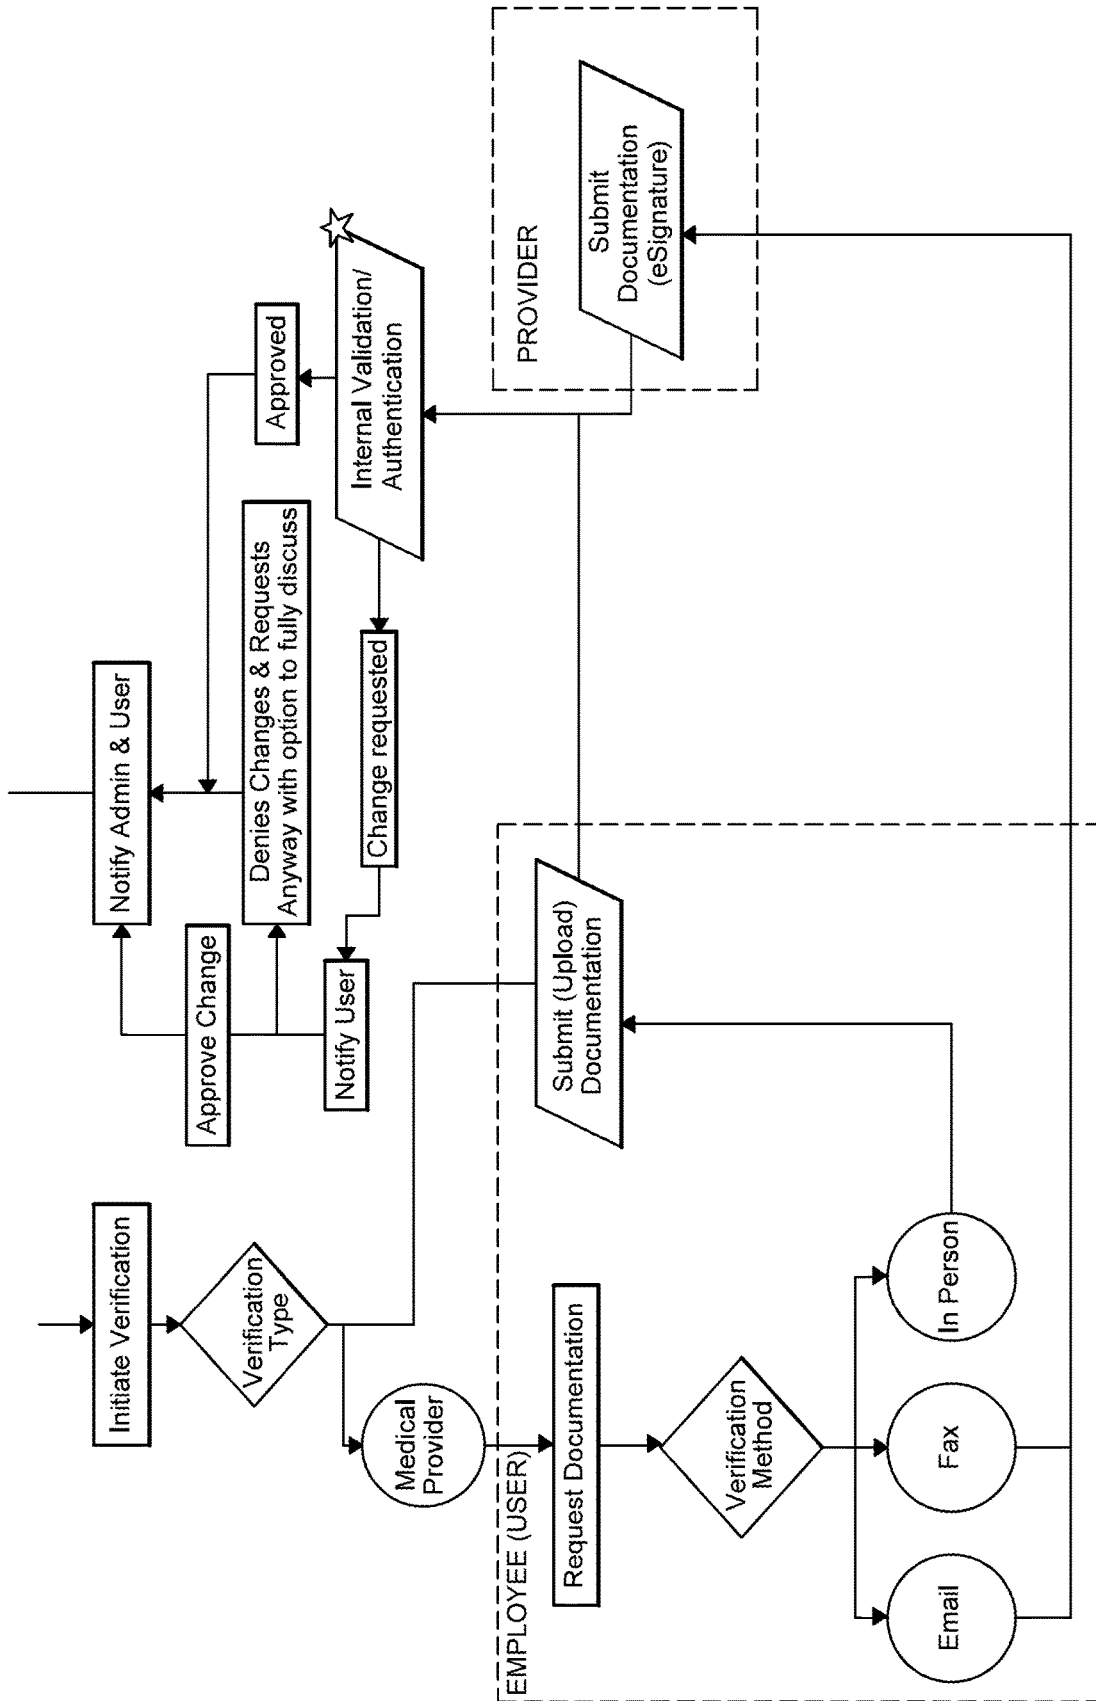 Initiate Verification
Verification
Type
Medical
Provider
EMPLOYEE (USER)
Request Documentation
Verification
Method
Email
Fax
In Person
Submit (Upload)
Documentation
Approve Change
Notify User
Notify Admin & User
Denies Changes & Requests
Anyway with option to fully discuss
Change requested
Approved
Internal Validation/
Authentication
PROVIDER
Submit
Documentation
(eSignature)